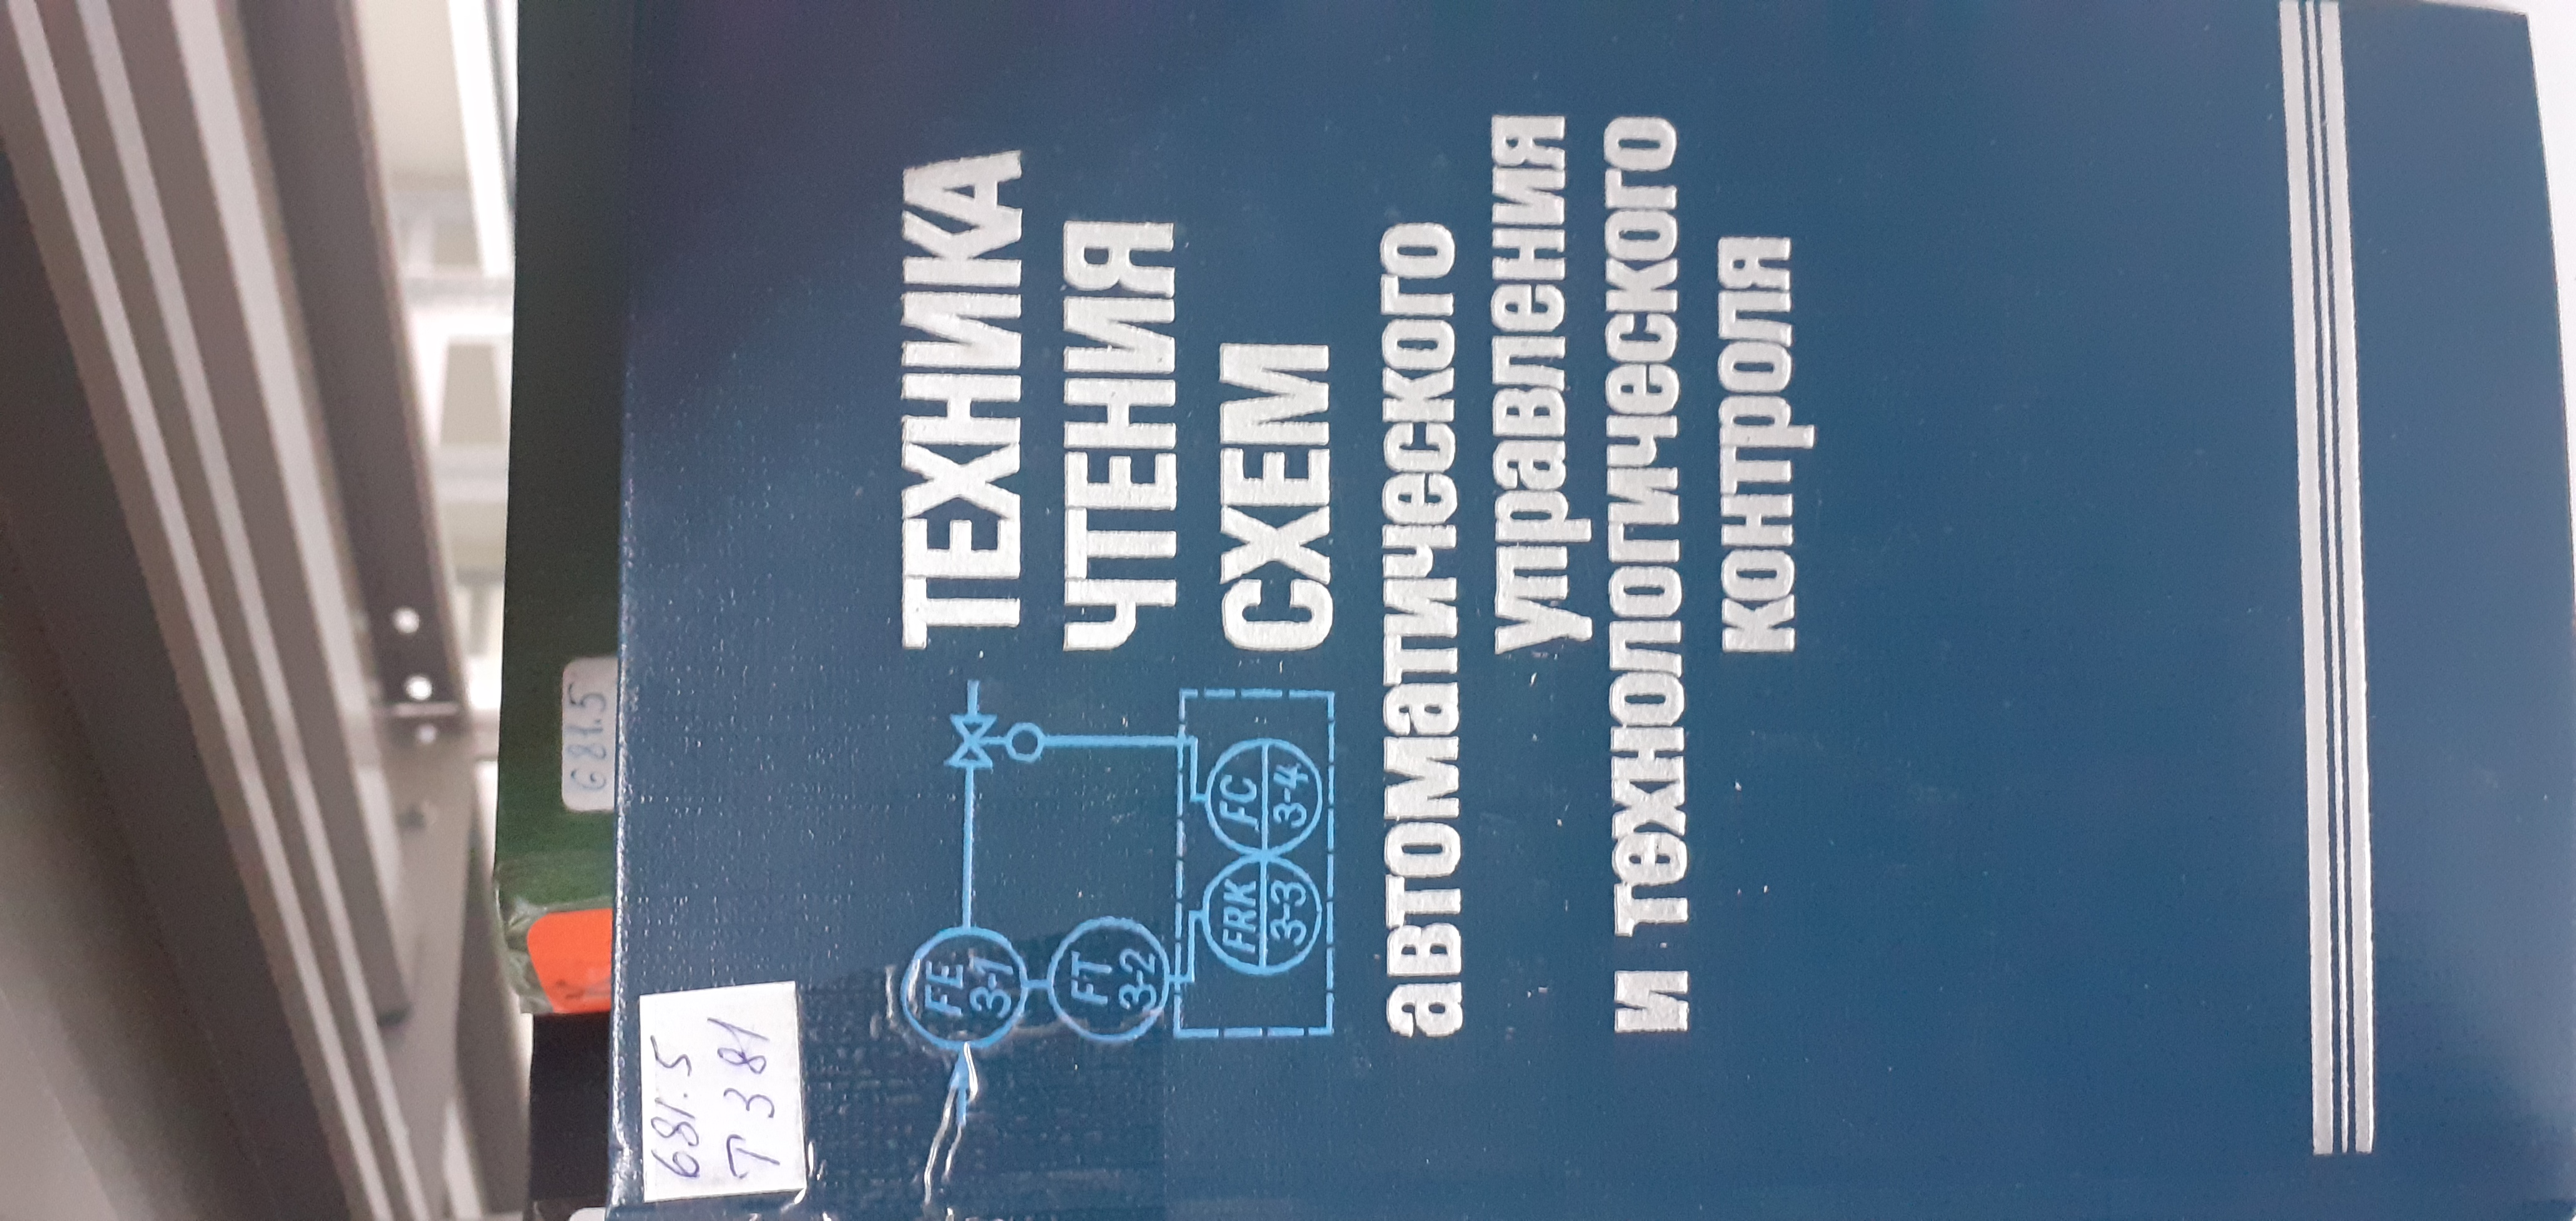 681.5
681.5
Т 381
FE
3-1
FT
3-2
FRK
3-3
FC
3-4
ТЕХНИКА
ЧТЕНИЯ
СХЕМ
автоматического
управления
и технологического
контроля